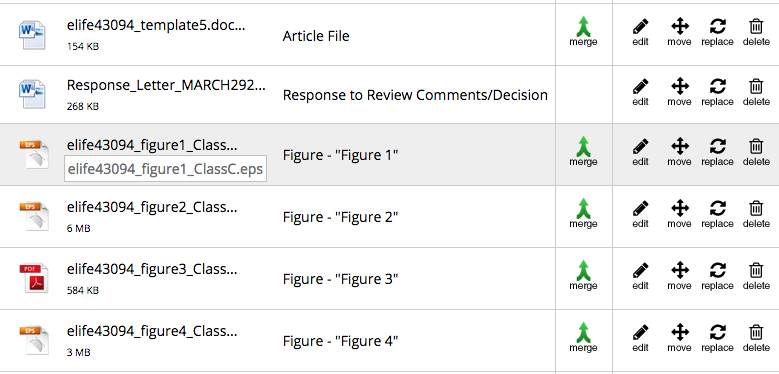 elife43094_template5.doc...
154 KB
Article File
merge
edit move replace delete
Response_Letter_MARCH292...
268 KB
Response to Review Comments/Decision
edit move replace delete
EPS
elife43094_figure1_Class...
elife43094_figure1_ClassC.eps
Figure - "Figure 1"
merge
edit move replace delete
EPS
elife43094_figure2_Class...
6 MB
Figure - "Figure 2"
merge
edit move replace delete
PDF
elife43094_figure3_Class...
584 KB
Figure - "Figure 3"
merge
edit move replace delete
EPS
elife43094_figure4_Class...
3 MB
Figure - "Figure 4"
merge
edit move replace delete